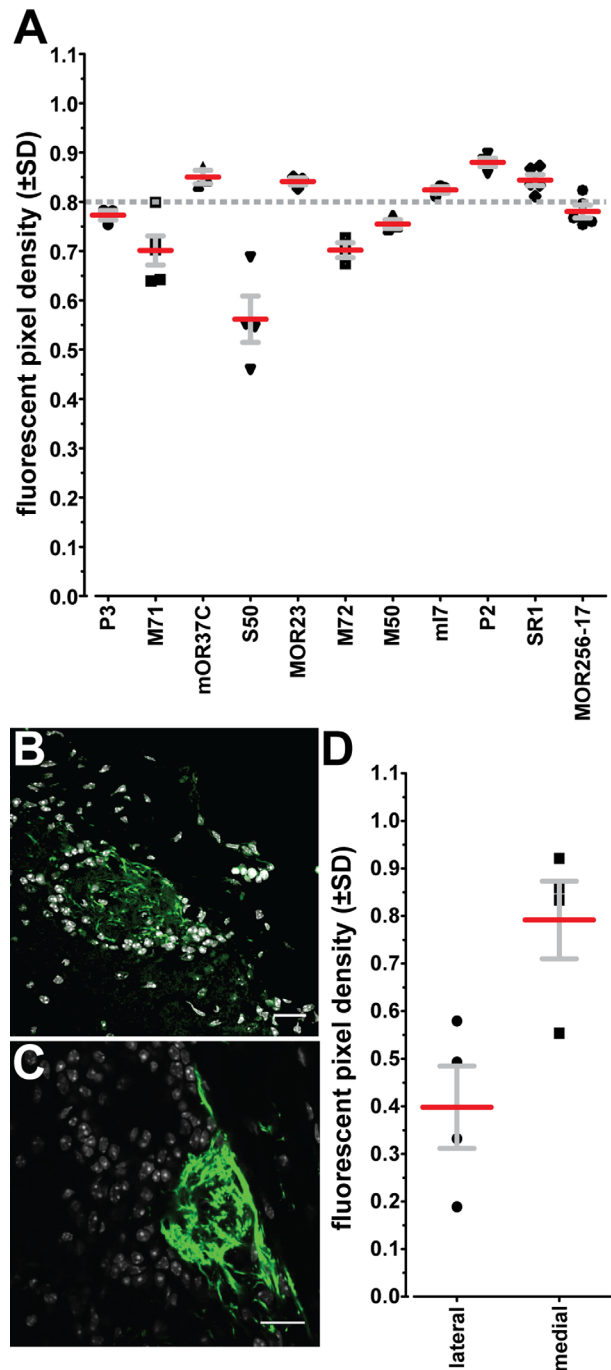 A
fluorescent pixel density (±SD)
1.1
1.0
0.9
0.8
0.7
0.6
0.5
0.4
0.3
0.2
0.1
0.0
P3
M71
mOR37C
S50
MOR23
M72
M50
mI7
P2
SR1
MOR256-17
B
C
D
fluorescent pixel density (±SD)
1.1
1.0
0.9
0.8
0.7
0.6
0.5
0.4
0.3
0.2
0.1
0.0
lateral
medial